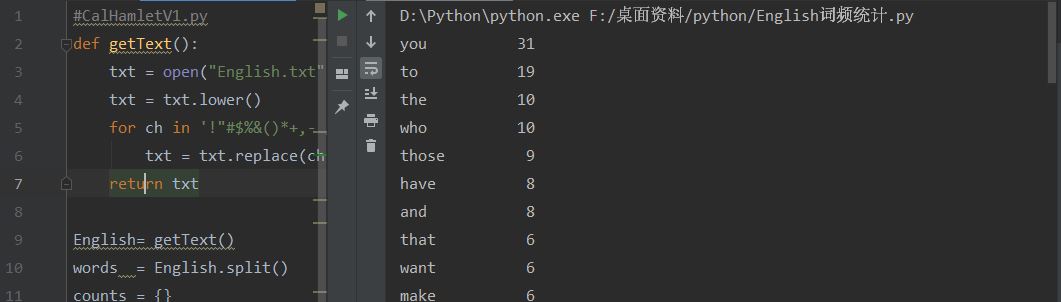 1 #CalHamletV1.py
2 def getText():
3 txt = open("English.txt"
4 txt = txt.lower()
5 for ch in '!"#$%&()*+,-
6 txt = txt.replace(ch
7 return txt
8
9 English= getText()
10 words  = English.split()
11 counts = {}
D:\Python\python.exe F:/桌面资料/python/English词频统计.py
you 31
to 19
the 10
who 10
those 9
have 8
and 8
that 6
want 6
make 6